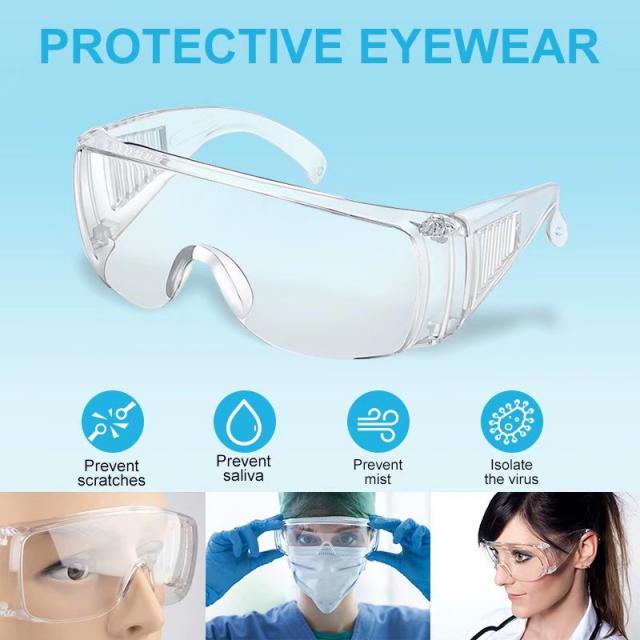 PROTECTIVE EYEWEAR
Prevent
scratches
Prevent
saliva
Prevent
mist
Isolate
the virus